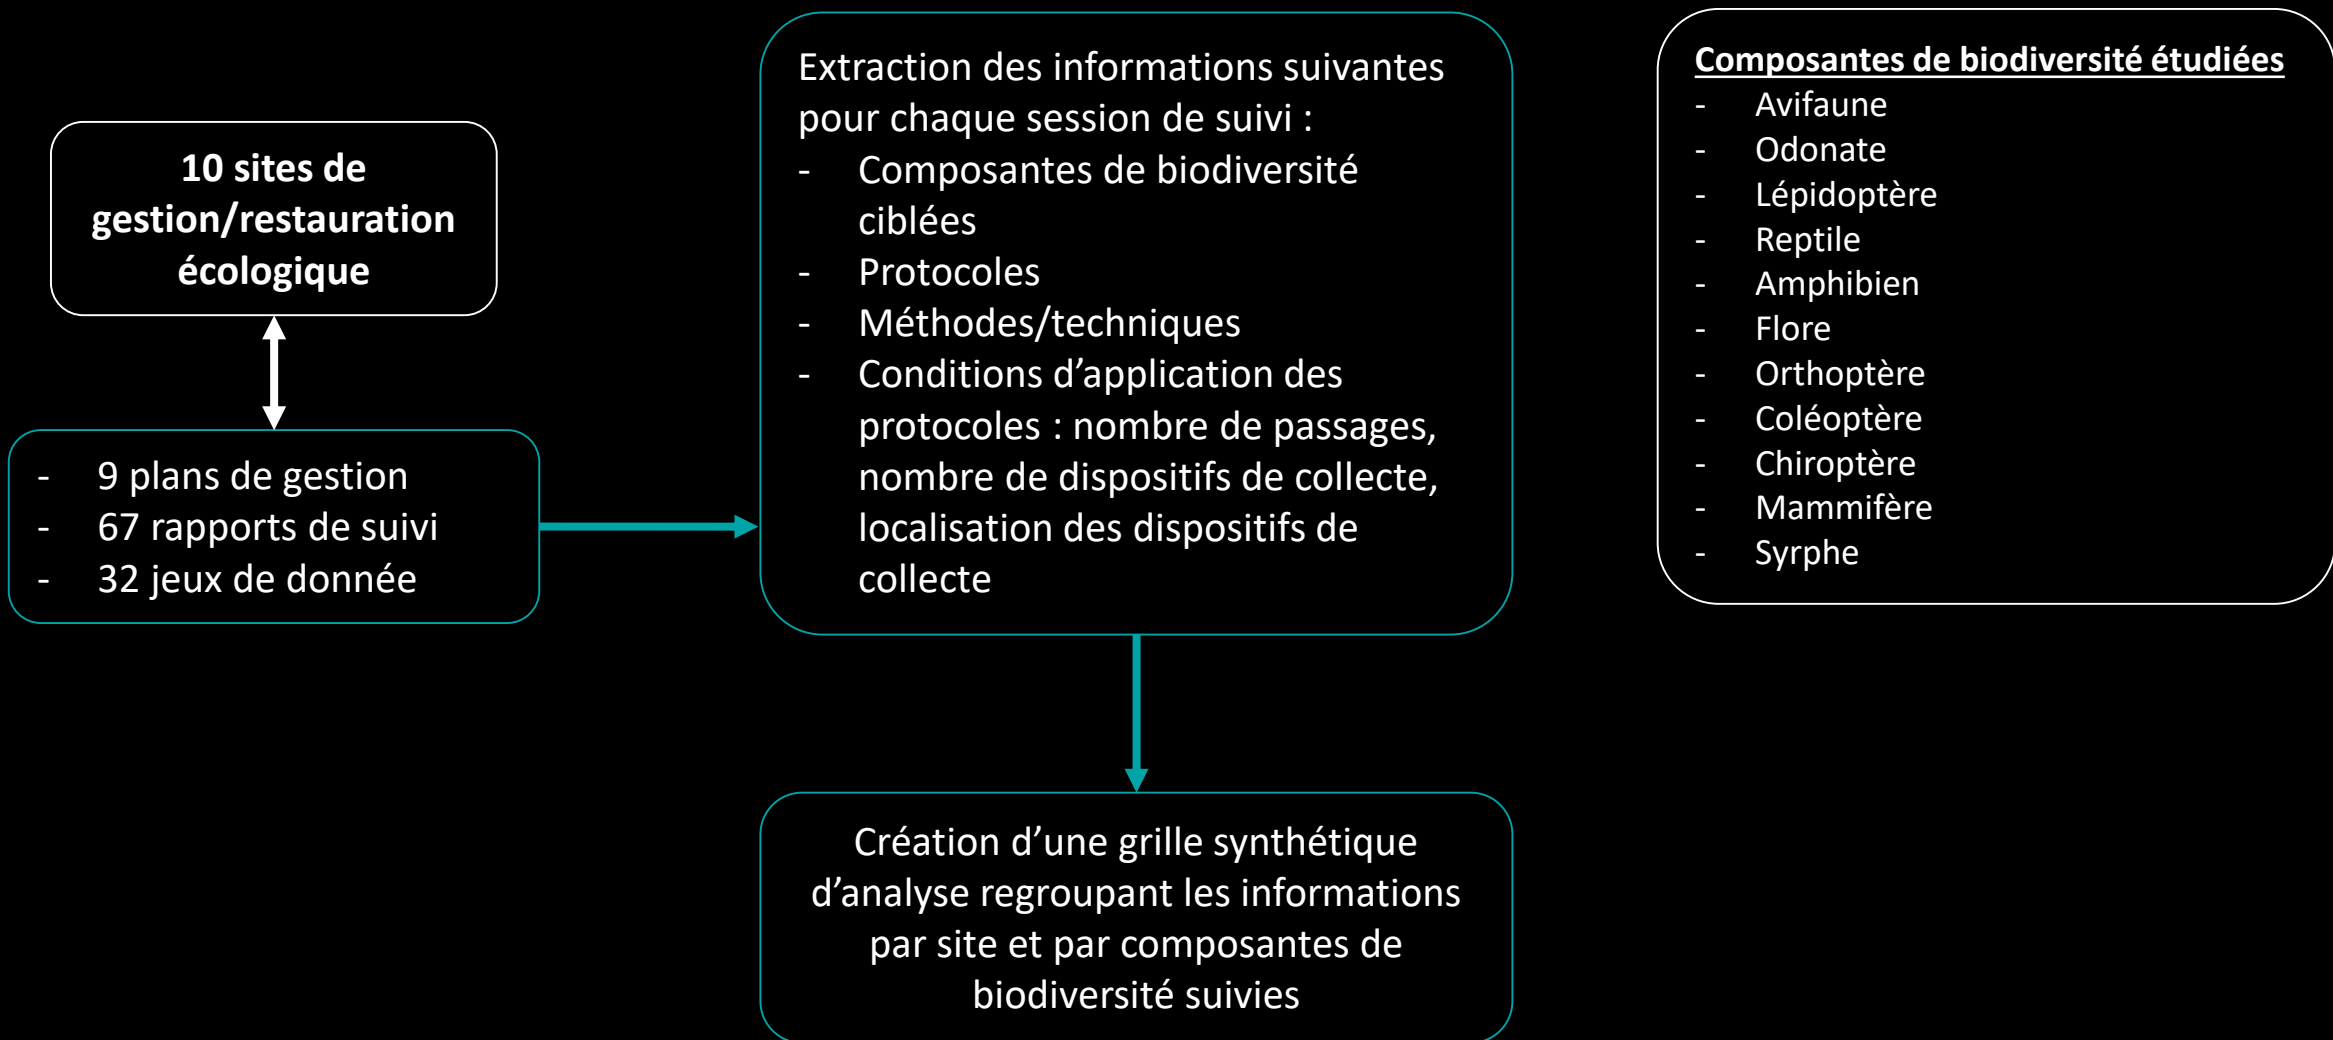 10 sites de
gestion/restauration
écologique
- 9 plans de gestion
- 67 rapports de suivi
- 32 jeux de donnée
Extraction des informations suivantes
pour chaque session de suivi :
- Composantes de biodiversité
ciblées
- Protocoles
- Méthodes/techniques
- Conditions d’application des
protocoles : nombre de passages,
nombre de dispositifs de collecte,
localisation des dispositifs de
collecte
Création d’une grille synthétique
d’analyse regroupant les informations
par site et par composantes de
biodiversité suivies
Composantes de biodiversité étudiées
- Avifaune
- Odonate
- Lépidoptère
- Reptile
- Amphibien
- Flore
- Orthoptère
- Coléoptère
- Chiroptère
- Mammifère
- Syrphe